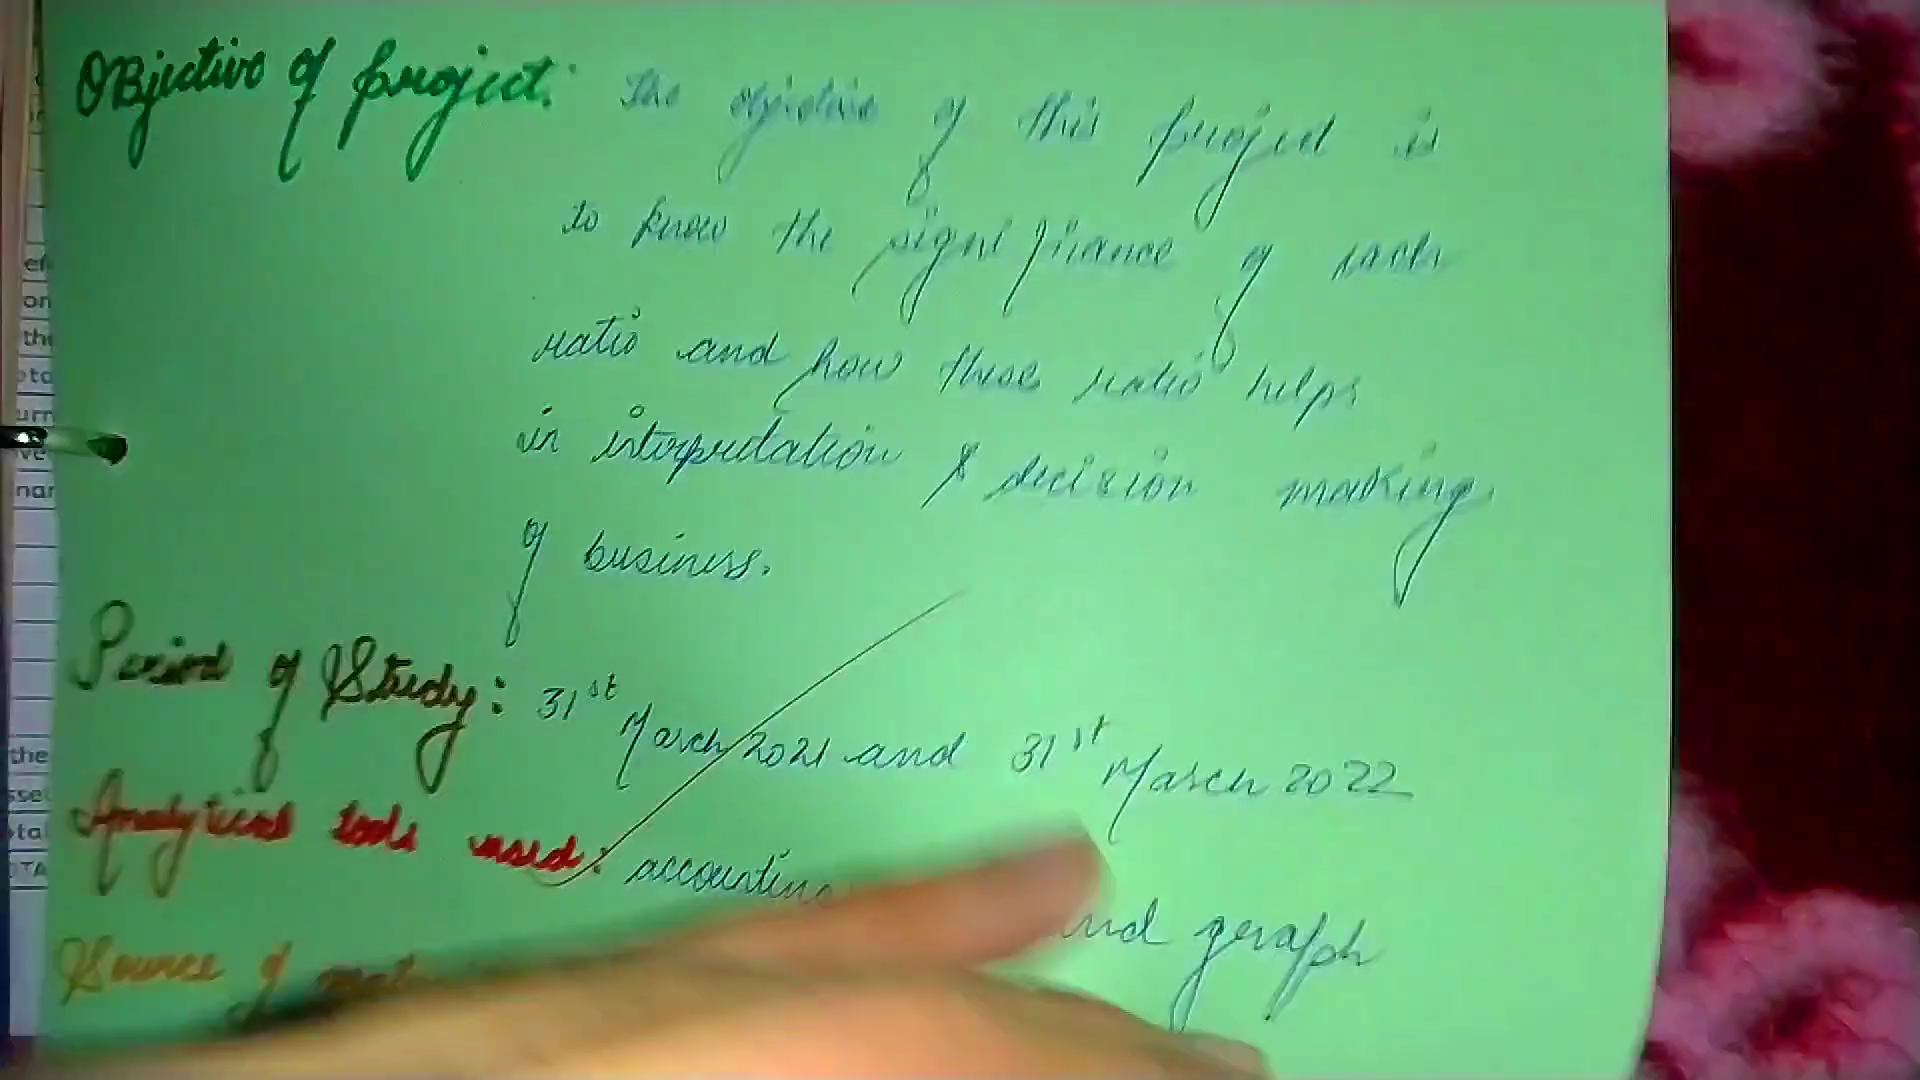 Objective of project: The objective of this project is
to know the significance of each
ratio and how these ratio helps
in interpretation & decision making
of business.
Period of Study: 31st March 2021 and 31st March 2022
Analytical tools used: accounting and graph
Source of